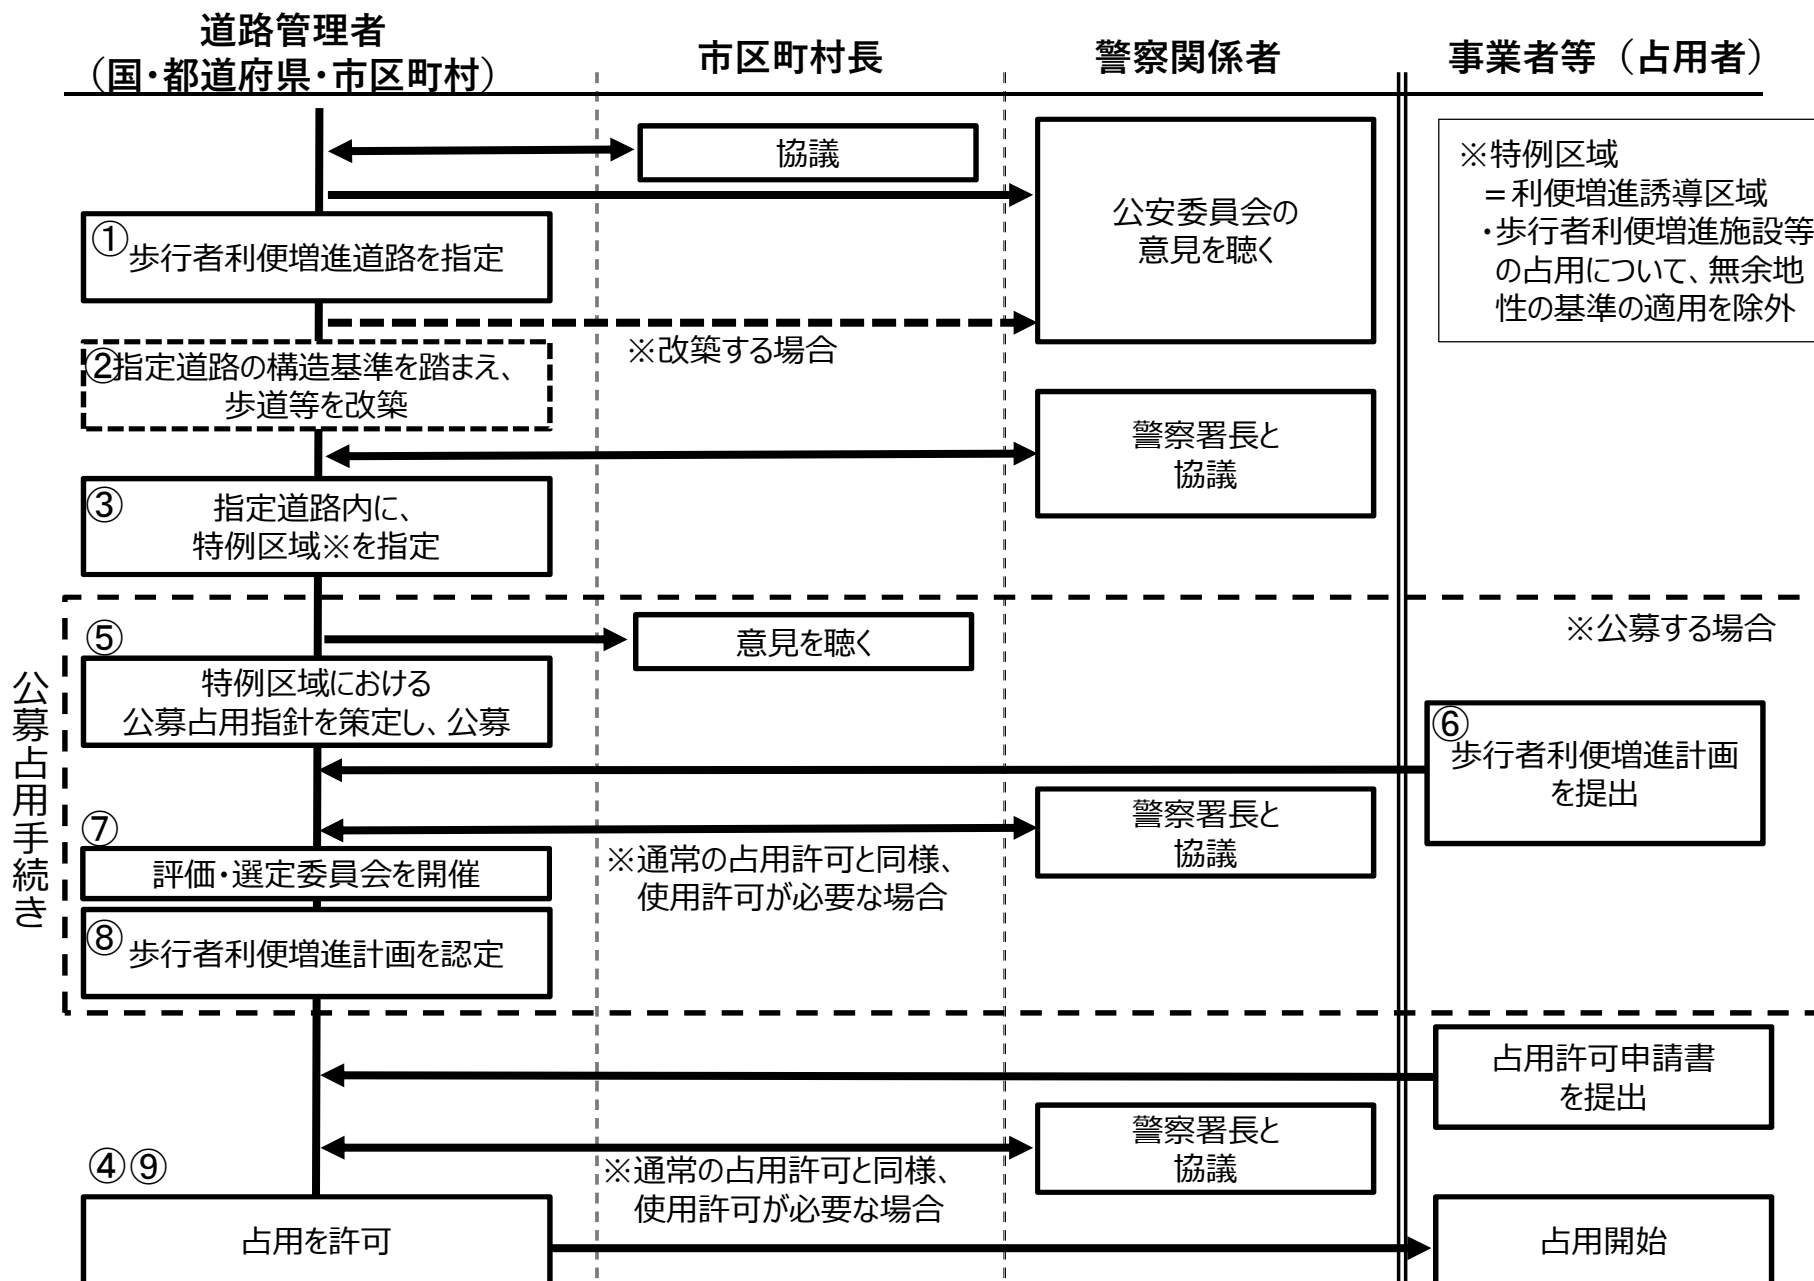 道路管理者
（国・都道府県・市区町村）
市区町村長
警察関係者
事業者等（占用者）
協議
公安委員会の
意見を聴く
※特例区域
＝利便増進誘導区域
・歩行者利便増進施設等
の占用について、無余地
性の基準の適用を除外
①
歩行者利便増進道路を指定
※改築する場合
②指定道路の構造基準を踏まえ、
歩道等を改築
警察署長と
協議
③
指定道路内に、
特例区域※を指定
公募占用手続き
※公募する場合
⑤
意見を聴く
特例区域における
公募占用指針を策定し、公募
⑥
歩行者利便増進計画
を提出
警察署長と
協議
⑦
評価・選定委員会を開催
※通常の占用許可と同様、
使用許可が必要な場合
⑧
歩行者利便増進計画を認定
占用許可申請書
を提出
警察署長と
協議
④⑨
※通常の占用許可と同様、
使用許可が必要な場合
占用を許可
占用開始